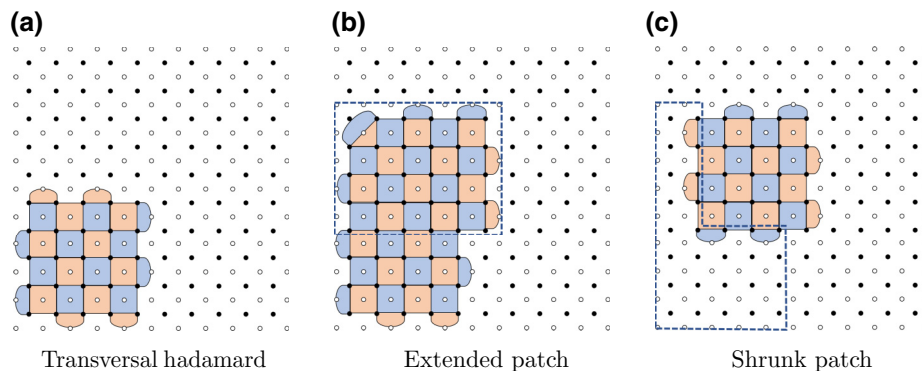 (a)
(b)
(c)
Transversal hadamard
Extended patch
Shrunk patch